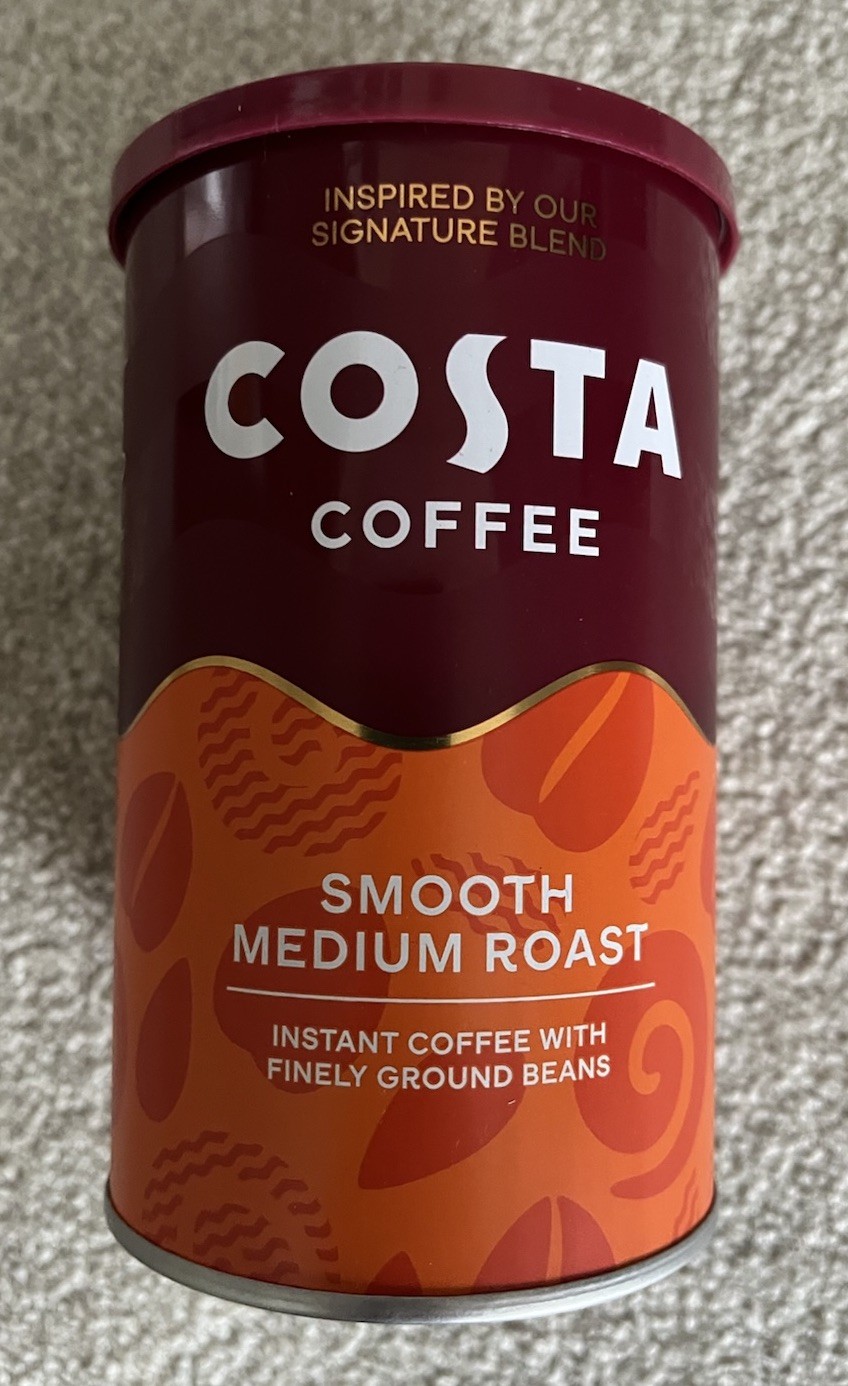 INSPIRED BY OUR
SIGNATURE BLEND
COSTA
COFFEE
SMOOTH
MEDIUM ROAST
INSTANT COFFEE WITH
FINELY GROUND BEANS